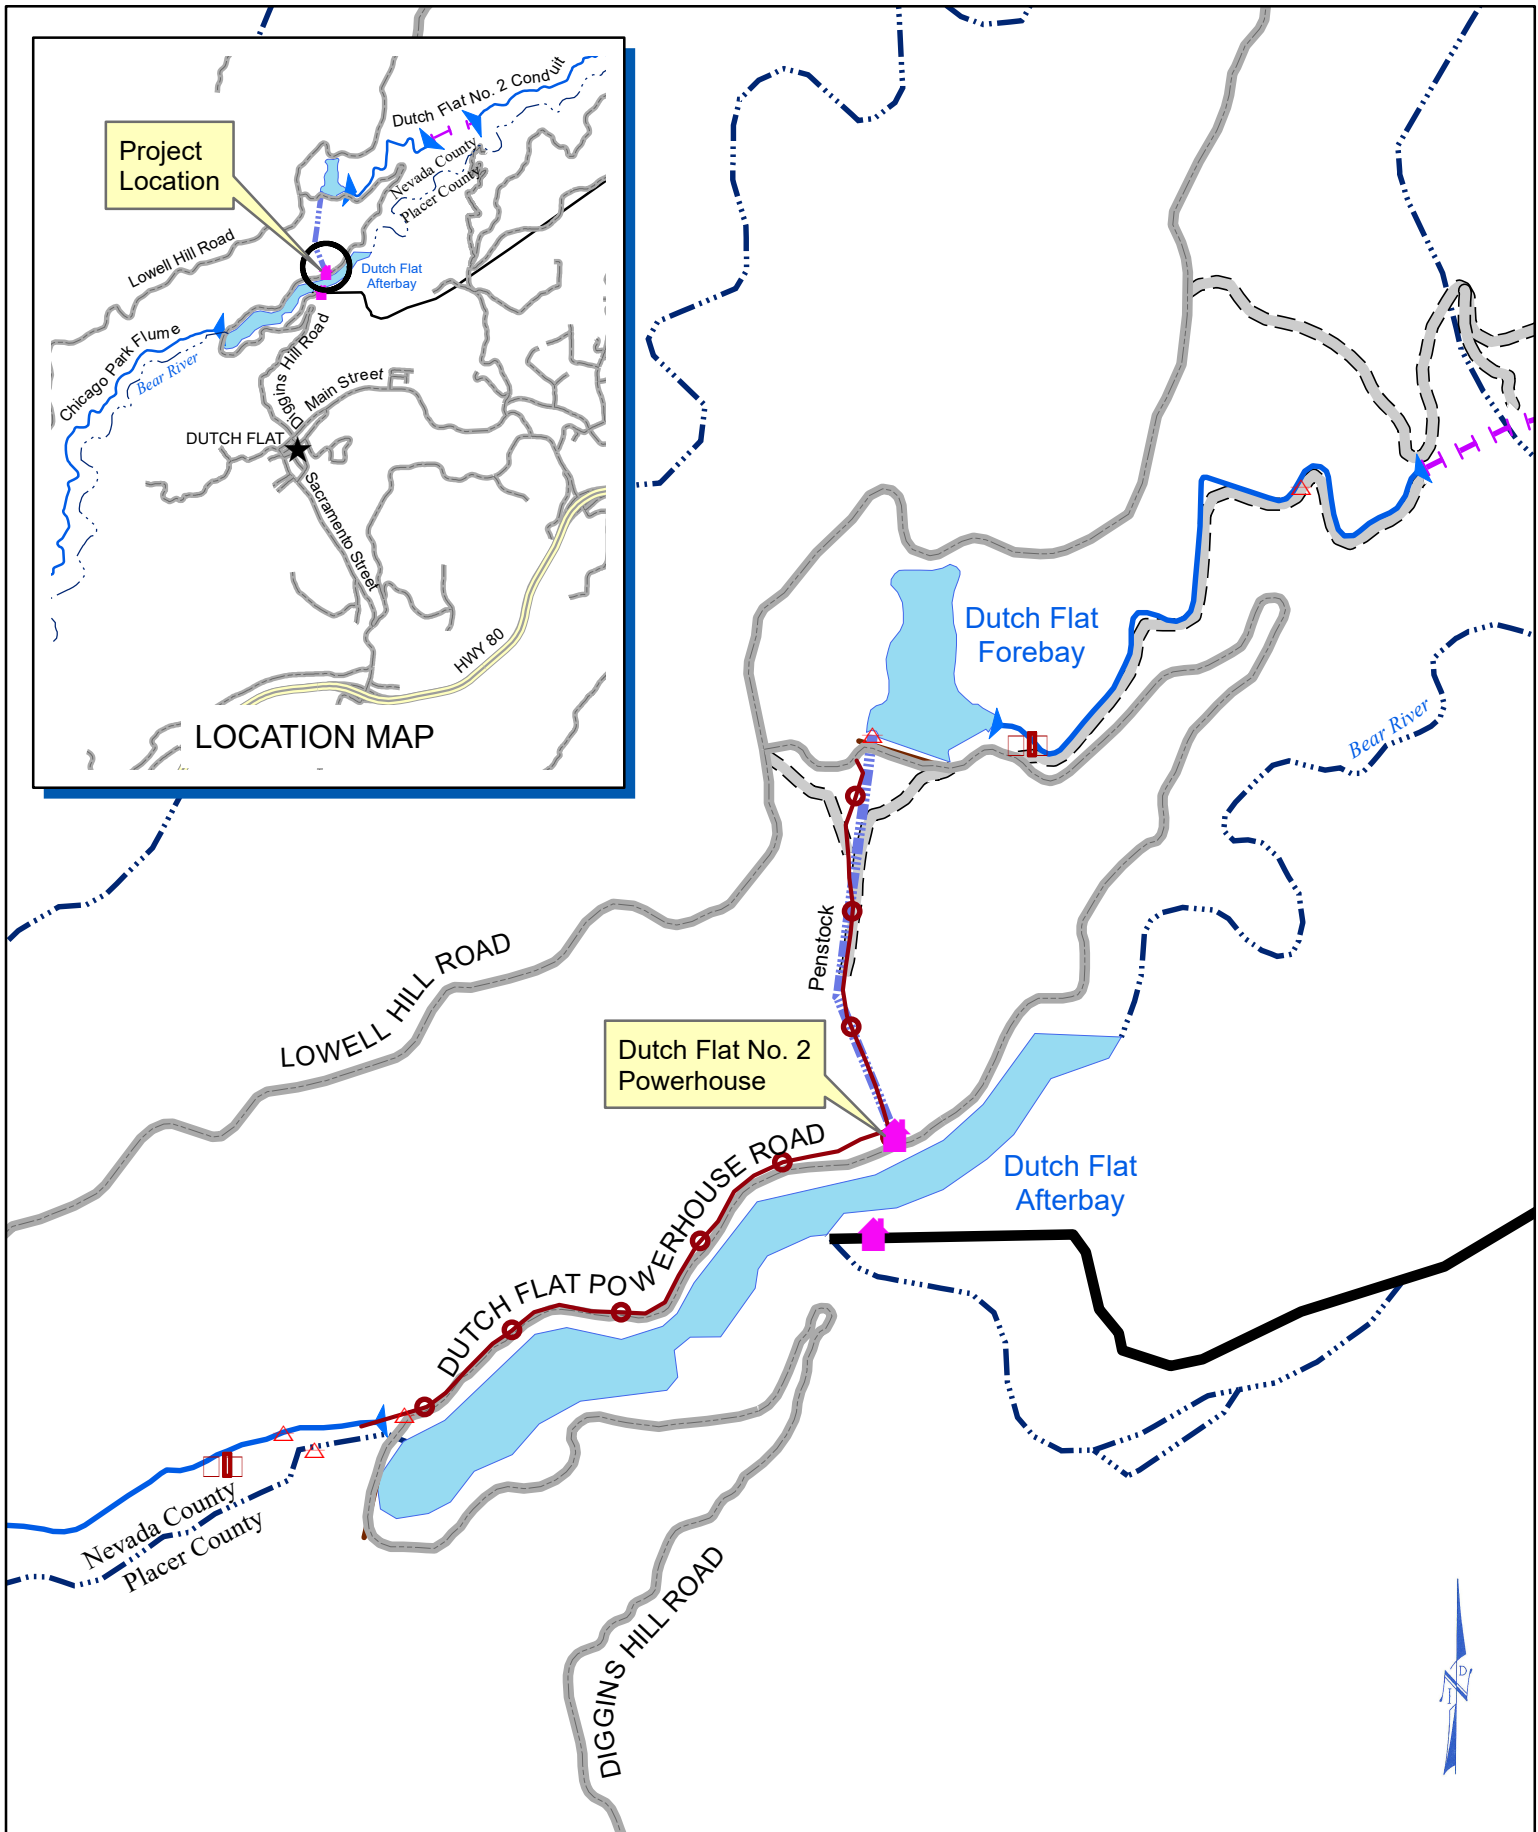 Dutch Flat No. 2 Conduit
Project
Location
Nevada County
Placer County
Lowell Hill Road
Dutch Flat
Afterbay
Chicago Park Flume
Bear River
Diggins Hill Road
Main Street
DUTCH FLAT
Sacramento Street
HWY 80
LOCATION MAP
Dutch Flat
Forebay
Bear River
Penstock
LOWELL HILL ROAD
Dutch Flat No. 2
Powerhouse
DUTCH FLAT POWERHOUSE ROAD
Dutch Flat
Afterbay
Nevada County
Placer County
DIGGINS HILL ROAD
N
I D